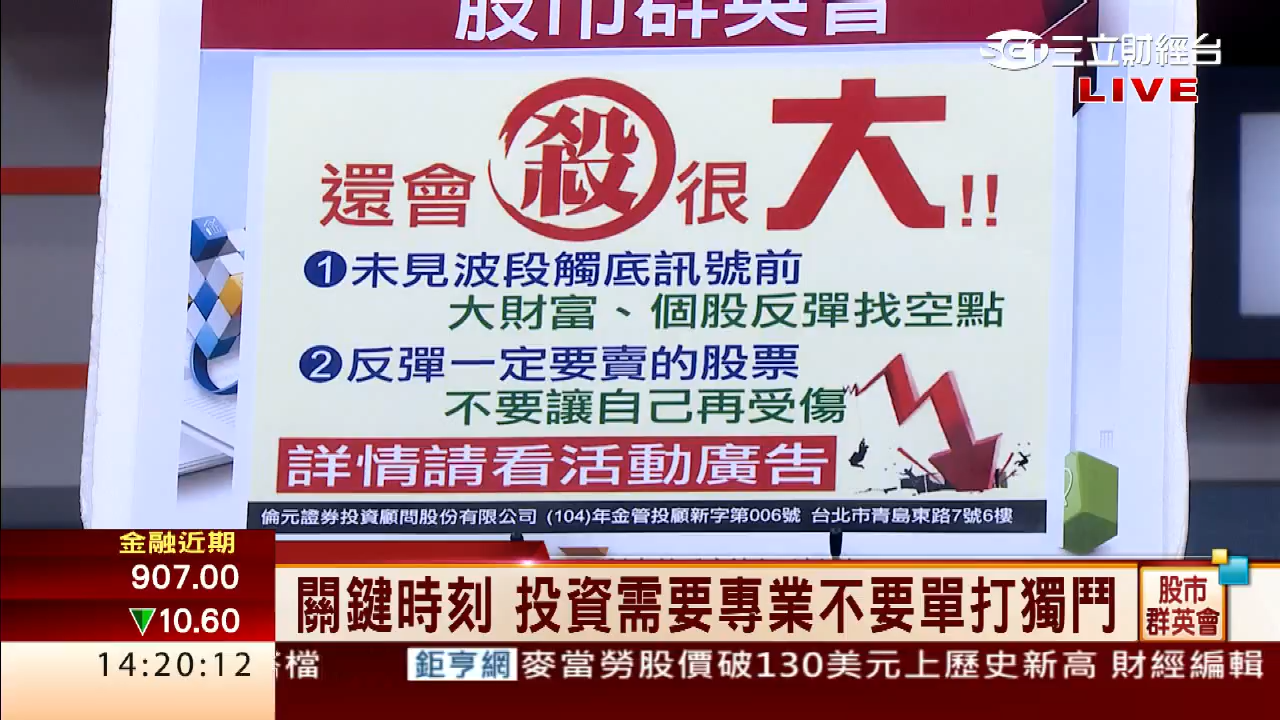 股市群英會
三立財經台
LIVE
還會殺很大!!
1未見波段觸底訊號前
大財富、個股反彈找空點
2反彈一定要賣的股票
不要讓自己再受傷
詳情請看活動廣告
倫元證券投資顧問股份有限公司 (104)年金管投顧新字第006號 台北市青島東路7號6樓
金融近期
907.00
▼10.60
關鍵時刻 投資需要專業不要單打獨鬥
股市
群英會
14:20:12
檔 鉅亨網 麥當勞股價破130美元上歷史新高 財經編輯